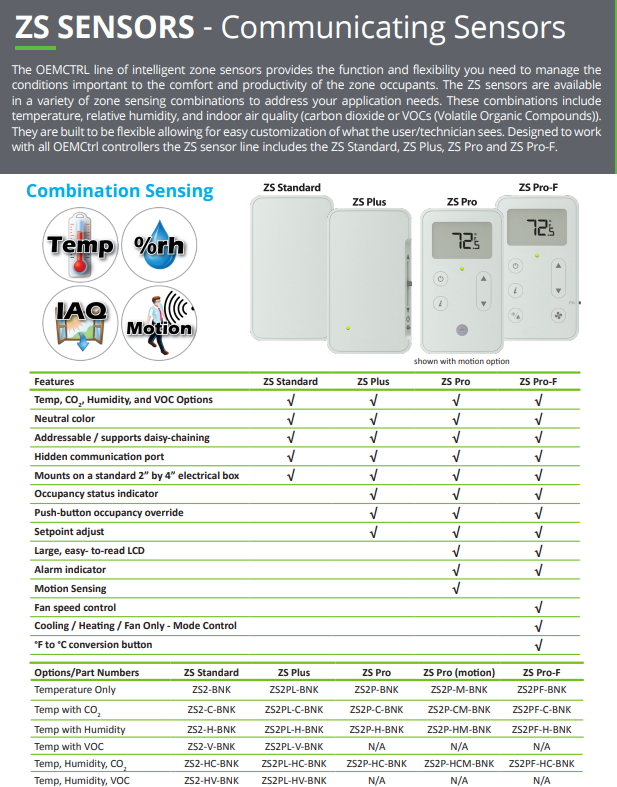 ZS SENSORS - Communicating Sensors
The OEMCTRL line of intelligent zone sensors provides the function and flexibility you need to manage the
conditions important to the comfort and productivity of the zone occupants. The ZS sensors are available
in a variety of zone sensing combinations to address your application needs. These combinations include
temperature, relative humidity, and indoor air quality (carbon dioxide or VOCs (Volatile Organic Compounds)).
They are built to be flexible allowing for easy customization of what the user/technician sees. Designed to work
with all OEMCtrl controllers the ZS sensor line includes the ZS Standard, ZS Plus, ZS Pro and ZS Pro-F.
Combination Sensing
Temp
%rh
IAQ
Motion
ZS Standard
ZS Plus
ZS Pro
ZS Pro-F
72.5
72.5
shown with motion option
Features ZS Standard ZS Plus ZS Pro ZS Pro-F
Temp, CO2, Humidity, and VOC Options √ √ √ √
Neutral color √ √ √ √
Addressable / supports daisy-chaining √ √ √ √
Hidden communication port √ √ √ √
Mounts on a standard 2” by 4” electrical box √ √ √ √
Occupancy status indicator √ √ √
Push-button occupancy override √ √ √
Setpoint adjust √ √ √
Large, easy- to-read LCD √ √
Alarm indicator √ √
Motion Sensing √
Fan speed control √
Cooling / Heating / Fan Only - Mode Control √
°F to °C conversion button √
Options/Part Numbers ZS Standard ZS Plus ZS Pro ZS Pro (motion) ZS Pro-F
Temperature Only ZS2-BNK ZS2PL-BNK ZS2P-BNK ZS2P-M-BNK ZS2PF-BNK
Temp with CO2 ZS2-C-BNK ZS2PL-C-BNK ZS2P-C-BNK ZS2P-CM-BNK ZS2PF-C-BNK
Temp with Humidity ZS2-H-BNK ZS2PL-H-BNK ZS2P-H-BNK ZS2P-HM-BNK ZS2PF-H-BNK
Temp with VOC ZS2-V-BNK ZS2PL-V-BNK N/A N/A N/A
Temp, Humidity, CO2 ZS2-HC-BNK ZS2PL-HC-BNK ZS2P-HC-BNK ZS2P-HCM-BNK ZS2PF-HC-BNK
Temp, Humidity, VOC ZS2-HV-BNK ZS2PL-HV-BNK N/A N/A N/A